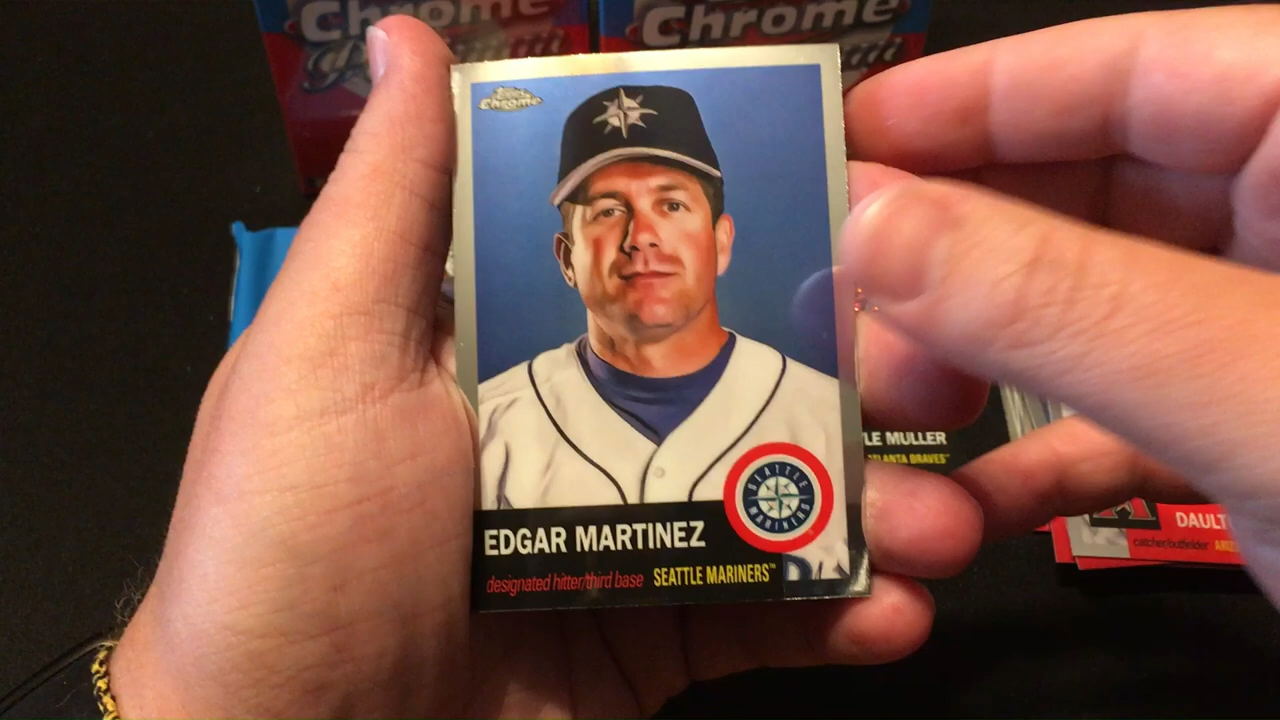 Chrome
Chrome
Topps
Chrome
SEATTLE
MARINERS
EDGAR MARTINEZ
designated hitter/third base SEATTLE MARINERS™
LE MULLER
ATLANTA BRAVES™
DAULT
catcher/outfielder